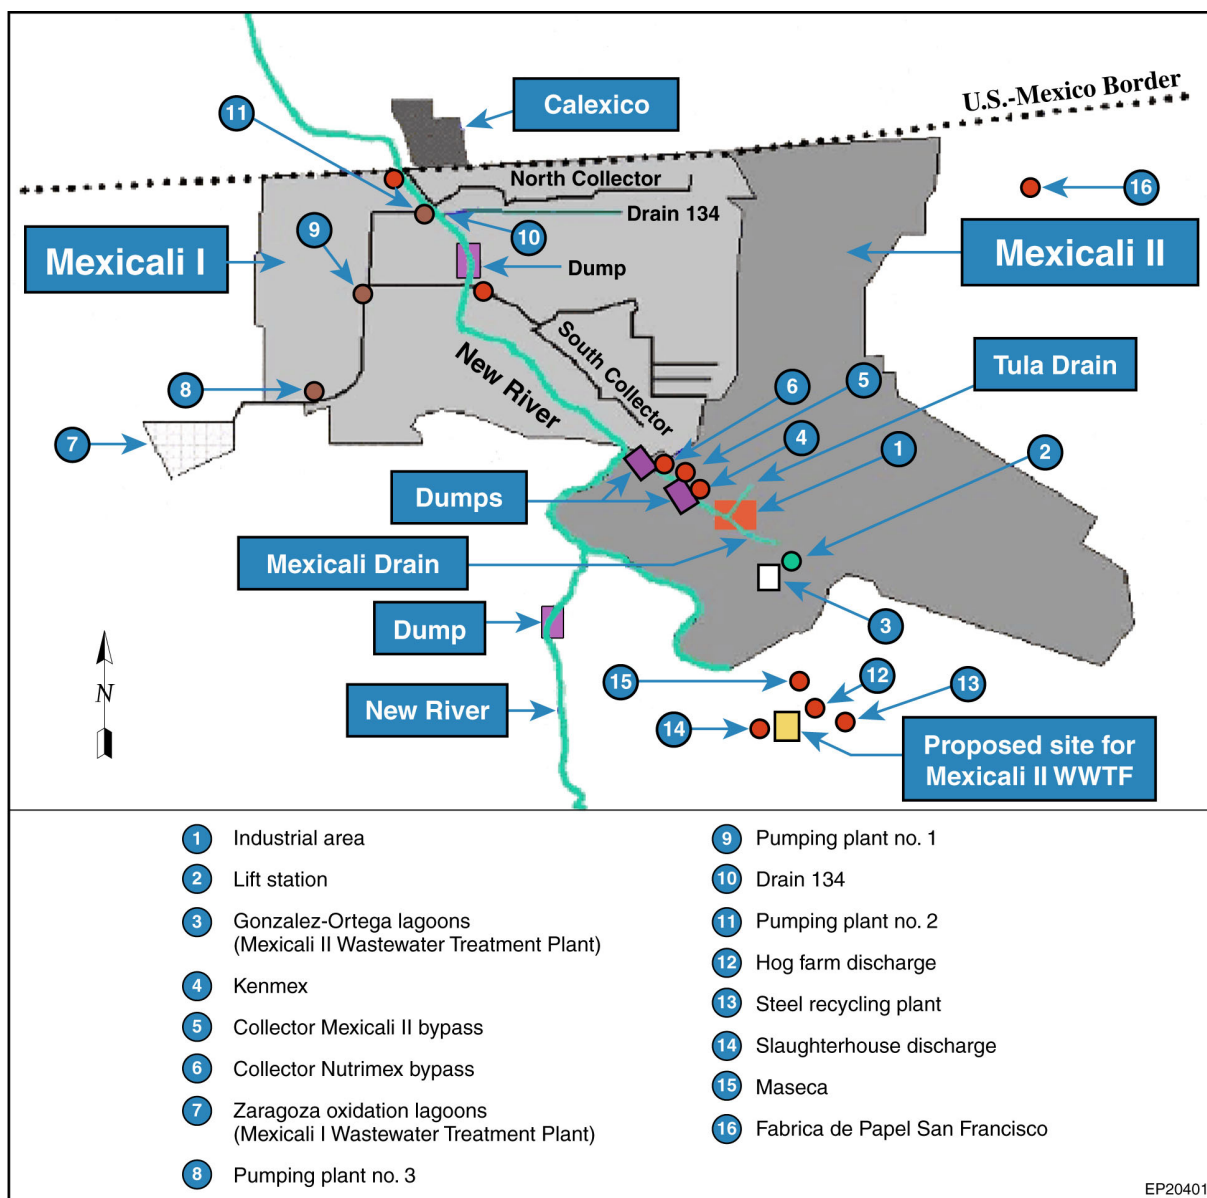 U.S.-Mexico Border
Calexico
11
16
North Collector
Drain 134
9
10
Mexicali I
Mexicali II
Dump
South Collector
New River
Tula Drain
8
6
5
7
4
1
2
Dumps
Mexicali Drain
3
Dump
N
15
12
13
New River
14
Proposed site for
Mexicali II WWTF
1 Industrial area
2 Lift station
3 Gonzalez-Ortega lagoons
(Mexicali II Wastewater Treatment Plant)
4 Kenmex
5 Collector Mexicali II bypass
6 Collector Nutrimex bypass
7 Zaragoza oxidation lagoons
(Mexicali I Wastewater Treatment Plant)
8 Pumping plant no. 3
9 Pumping plant no. 1
10 Drain 134
11 Pumping plant no. 2
12 Hog farm discharge
13 Steel recycling plant
14 Slaughterhouse discharge
15 Maseca
16 Fabrica de Papel San Francisco
EP20401